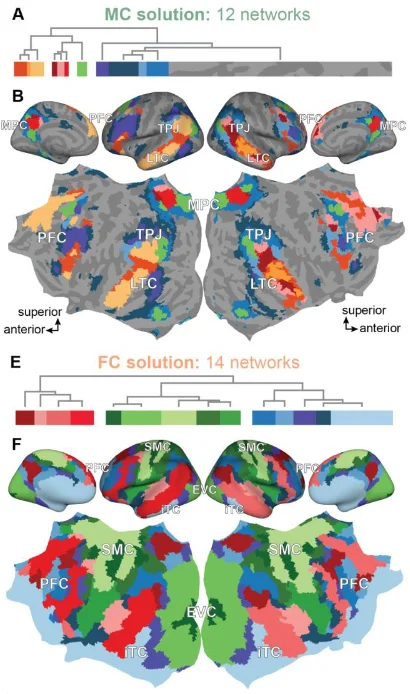 A MC solution: 12 networks
B
MPC PFC TPJ LTC TPJ LTC PFC MPC
MPC
PFC TPJ TPJ PFC
LTC LTC
superior superior
anterior anterior
E FC solution: 14 networks
F
PFC SMC SMC PFC
EVC
iTC iTC
SMC SMC
PFC PFC
EVC
iTC iTC